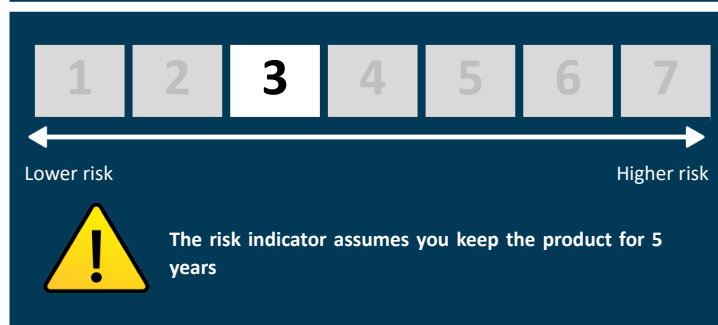 1 2 3 4 5 6 7
Lower risk Higher risk
The risk indicator assumes you keep the product for 5
years